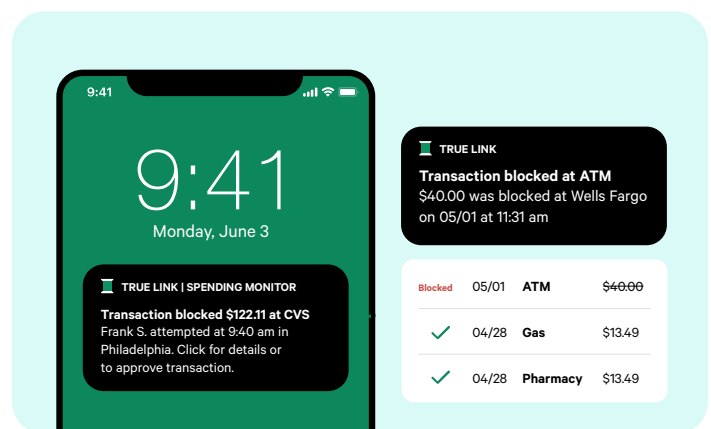 9:41
9:41
Monday, June 3
TRUE LINK | SPENDING MONITOR
Transaction blocked $122.11 at CVS
Frank S. attempted at 9:40 am in
Philadelphia. Click for details or
to approve transaction.
TRUE LINK
Transaction blocked at ATM
$40.00 was blocked at Wells Fargo
on 05/01 at 11:31 am
Blocked 05/01 ATM $40.00
04/28 Gas $13.49
04/28 Pharmacy $13.49